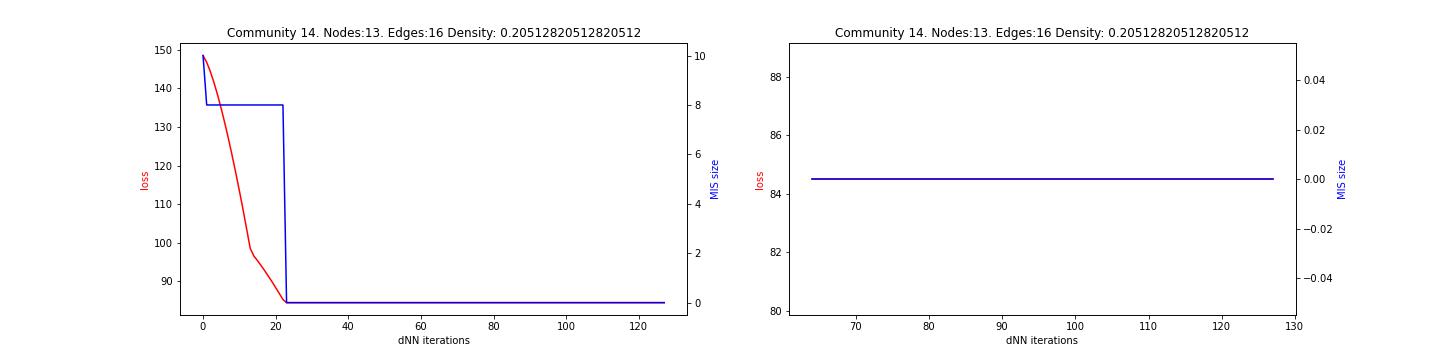 Community 14. Nodes:13. Edges:16 Density: 0.20512820512820512
150
140
130
120
110
100
90
loss
10
8
6
4
2
0
MIS size
0 20 40 60 80 100 120
dNN iterations
Community 14. Nodes:13. Edges:16 Density: 0.20512820512820512
88
86
84
82
80
loss
0.04
0.02
0.00
−0.02
−0.04
MIS size
70 80 90 100 110 120 130
dNN iterations